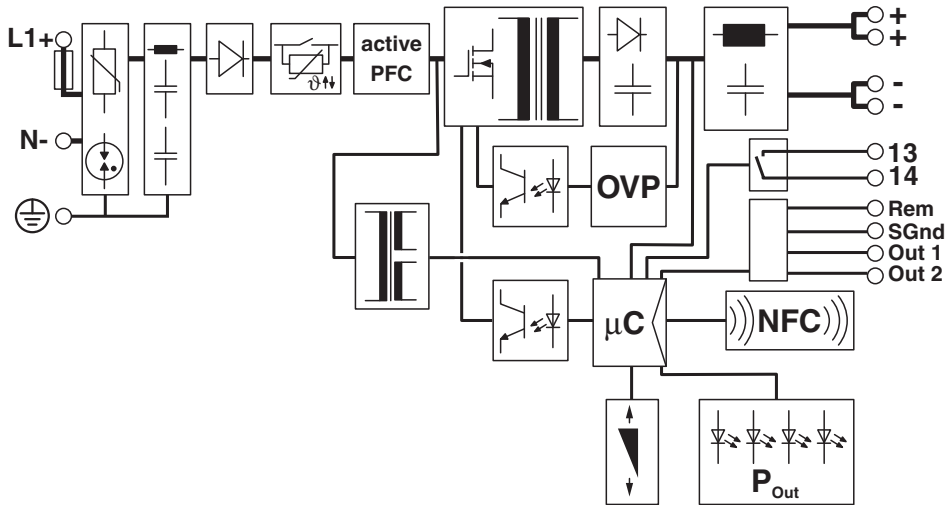 L1+
active
PFC
ϑ
+
+
-
-
N-
13
14
OVP
Rem
SGnd
Out 1
Out 2
μC
NFC
P Out